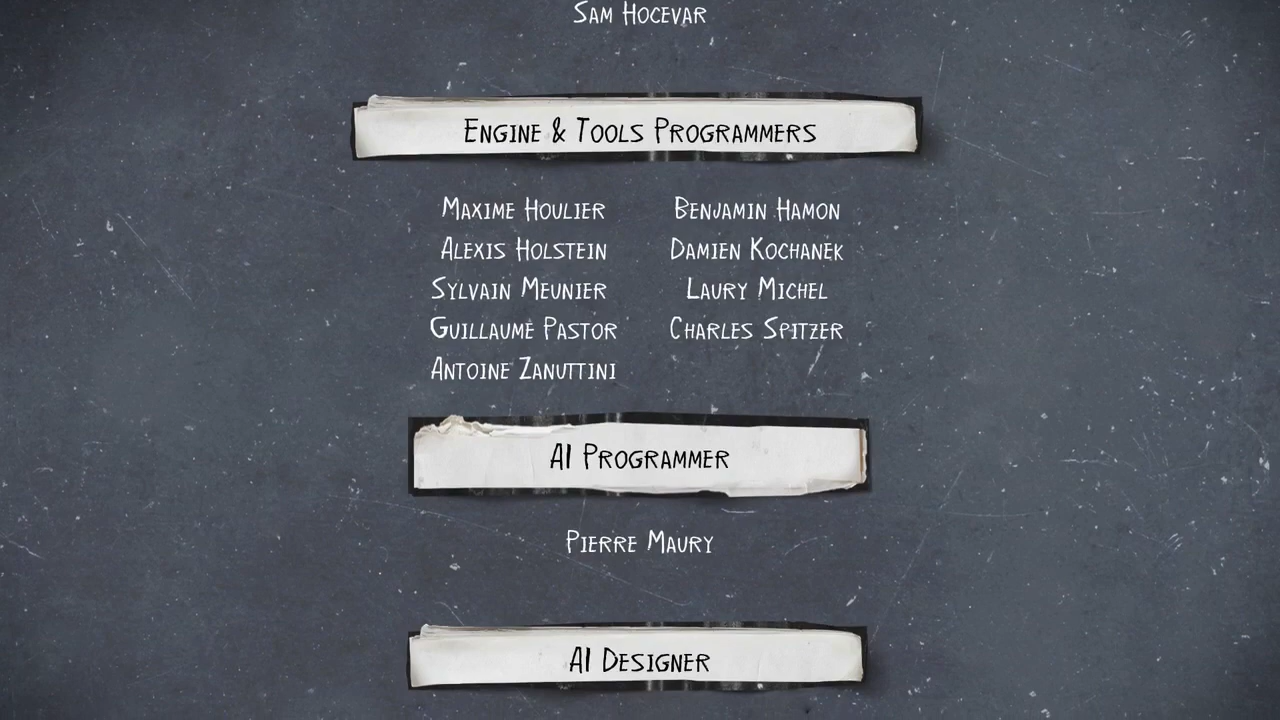 Sam Hocevar
Engine & Tools Programmers
Maxime Houlier Benjamin Hamon
Alexis Holstein Damien Kochanek
Sylvain Meunier Laury Michel
Guillaume Pastor Charles Spitzer
Antoine Zanuttini
AI Programmer
Pierre Maury
AI Designer